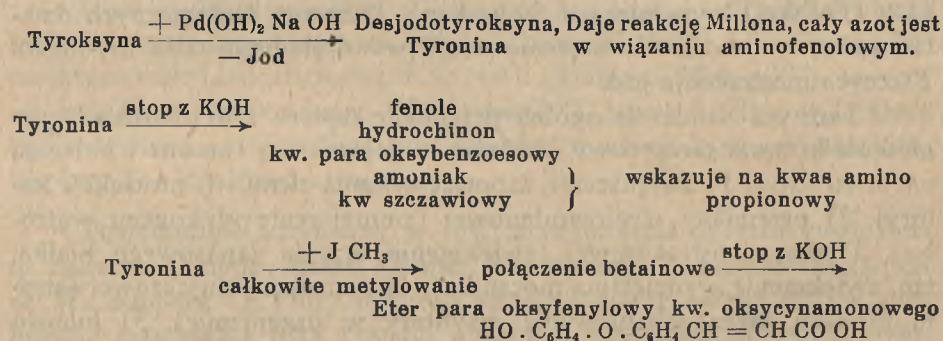 Tyroksyna + Pd(OH)₂ Na OH Desjodotyroksyna, Daje reakcję Millona, cały azot jest
— Jod Tyronina w wiązaniu aminofenolowym.
Tyronina stop z KOH fenole
hydrochinon
kw. para oksybenzoesowy
amoniak } wskazuje na kwas amino
kw szczawiowy propionowy
Tyronina + J CH₃ połączenie betainowe stop z KOH
całkowite metylowanie
Eter para oksyfenylowy kw. oksycynamonowego
HO . C₆H₄ . O . C₆H₄ CH = CH CO OH